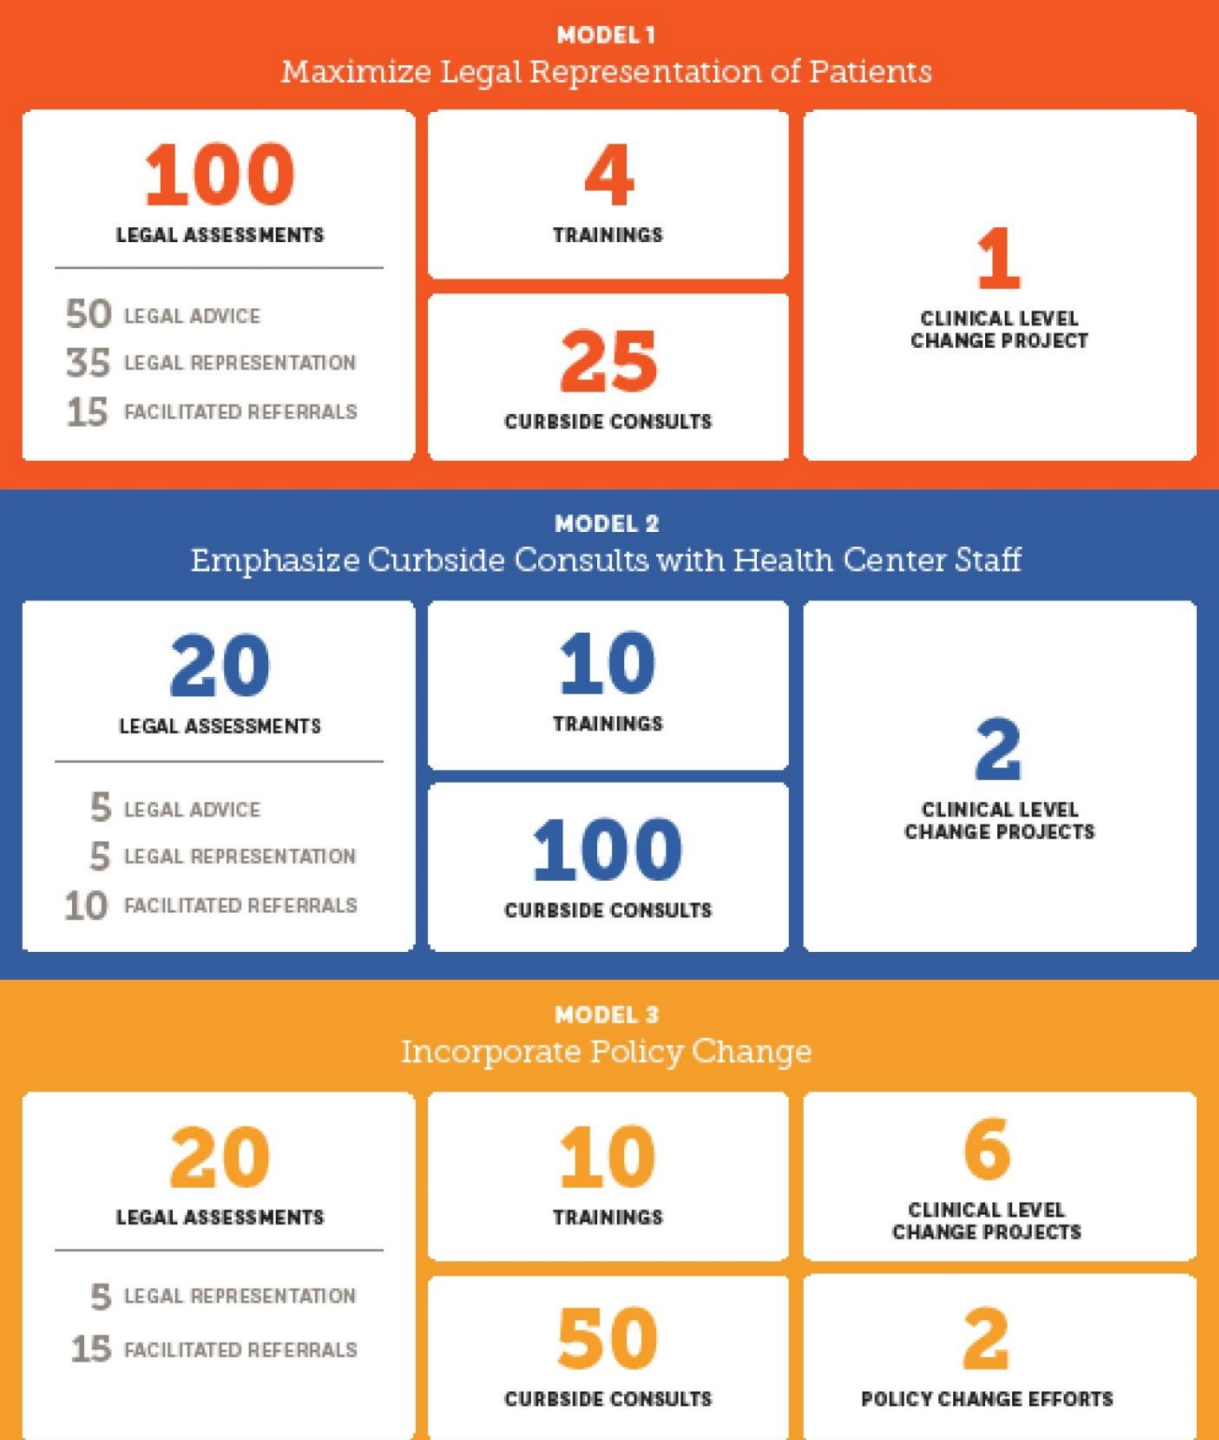 MODEL 1
Maximize Legal Representation of Patients
100
LEGAL ASSESSMENTS
50 LEGAL ADVICE
35 LEGAL REPRESENTATION
15 FACILITATED REFERRALS
4
TRAININGS
25
CURBSIDE CONSULTS
1
CLINICAL LEVEL
CHANGE PROJECT
MODEL 2
Emphasize Curbside Consults with Health Center Staff
20
LEGAL ASSESSMENTS
5 LEGAL ADVICE
5 LEGAL REPRESENTATION
10 FACILITATED REFERRALS
10
TRAININGS
100
CURBSIDE CONSULTS
2
CLINICAL LEVEL
CHANGE PROJECTS
MODEL 3
Incorporate Policy Change
20
LEGAL ASSESSMENTS
5 LEGAL REPRESENTATION
15 FACILITATED REFERRALS
10
TRAININGS
50
CURBSIDE CONSULTS
6
CLINICAL LEVEL
CHANGE PROJECTS
2
POLICY CHANGE EFFORTS